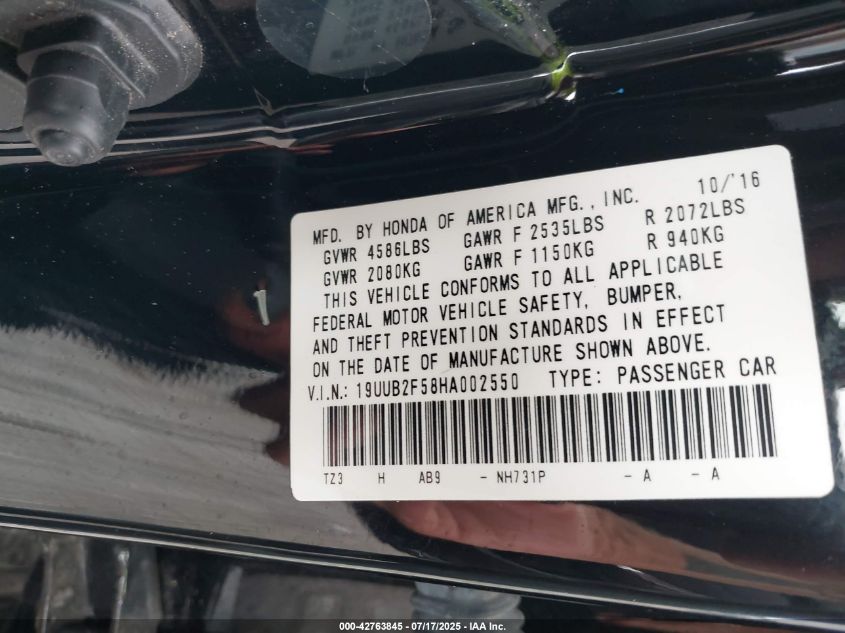 MFD. BY HONDA OF AMERICA MFG., INC. 10/'16
GVWR 4586LBS GAWR F 2535LBS R 2072LBS
GVWR 2080KG GAWR F 1150KG R 940KG
THIS VEHICLE CONFORMS TO ALL APPLICABLE
FEDERAL MOTOR VEHICLE SAFETY, BUMPER,
AND THEFT PREVENTION STANDARDS IN EFFECT
ON THE DATE OF MANUFACTURE SHOWN ABOVE.
V.I.N.: 19UUB2F58HA002550 TYPE: PASSENGER CAR
TZ3 H AB9 - NH731P - A - A
000-42763845 - 07/17/2025 - IAA Inc.